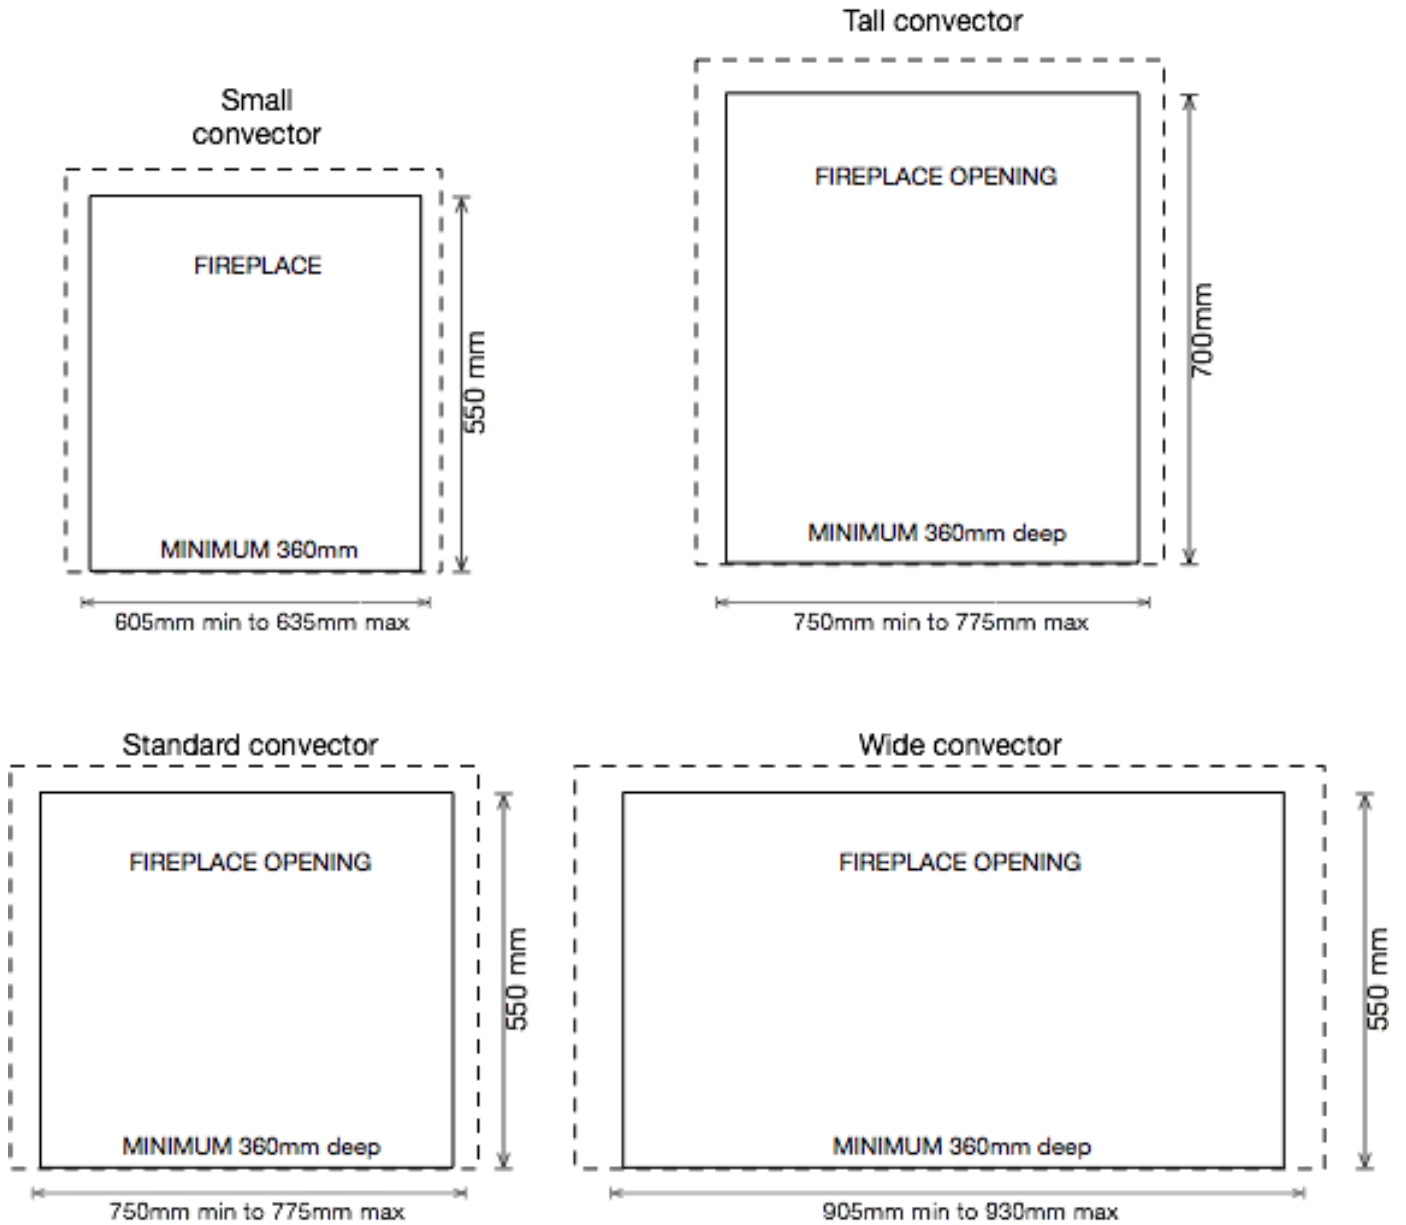 Small
convector
FIREPLACE
MINIMUM 360mm
550 mm
605mm min to 635mm max
Tall convector
FIREPLACE OPENING
MINIMUM 360mm deep
700mm
750mm min to 775mm max
Standard convector
FIREPLACE OPENING
MINIMUM 360mm deep
550 mm
750mm min to 775mm max
Wide convector
FIREPLACE OPENING
MINIMUM 360mm deep
550 mm
905mm min to 930mm max